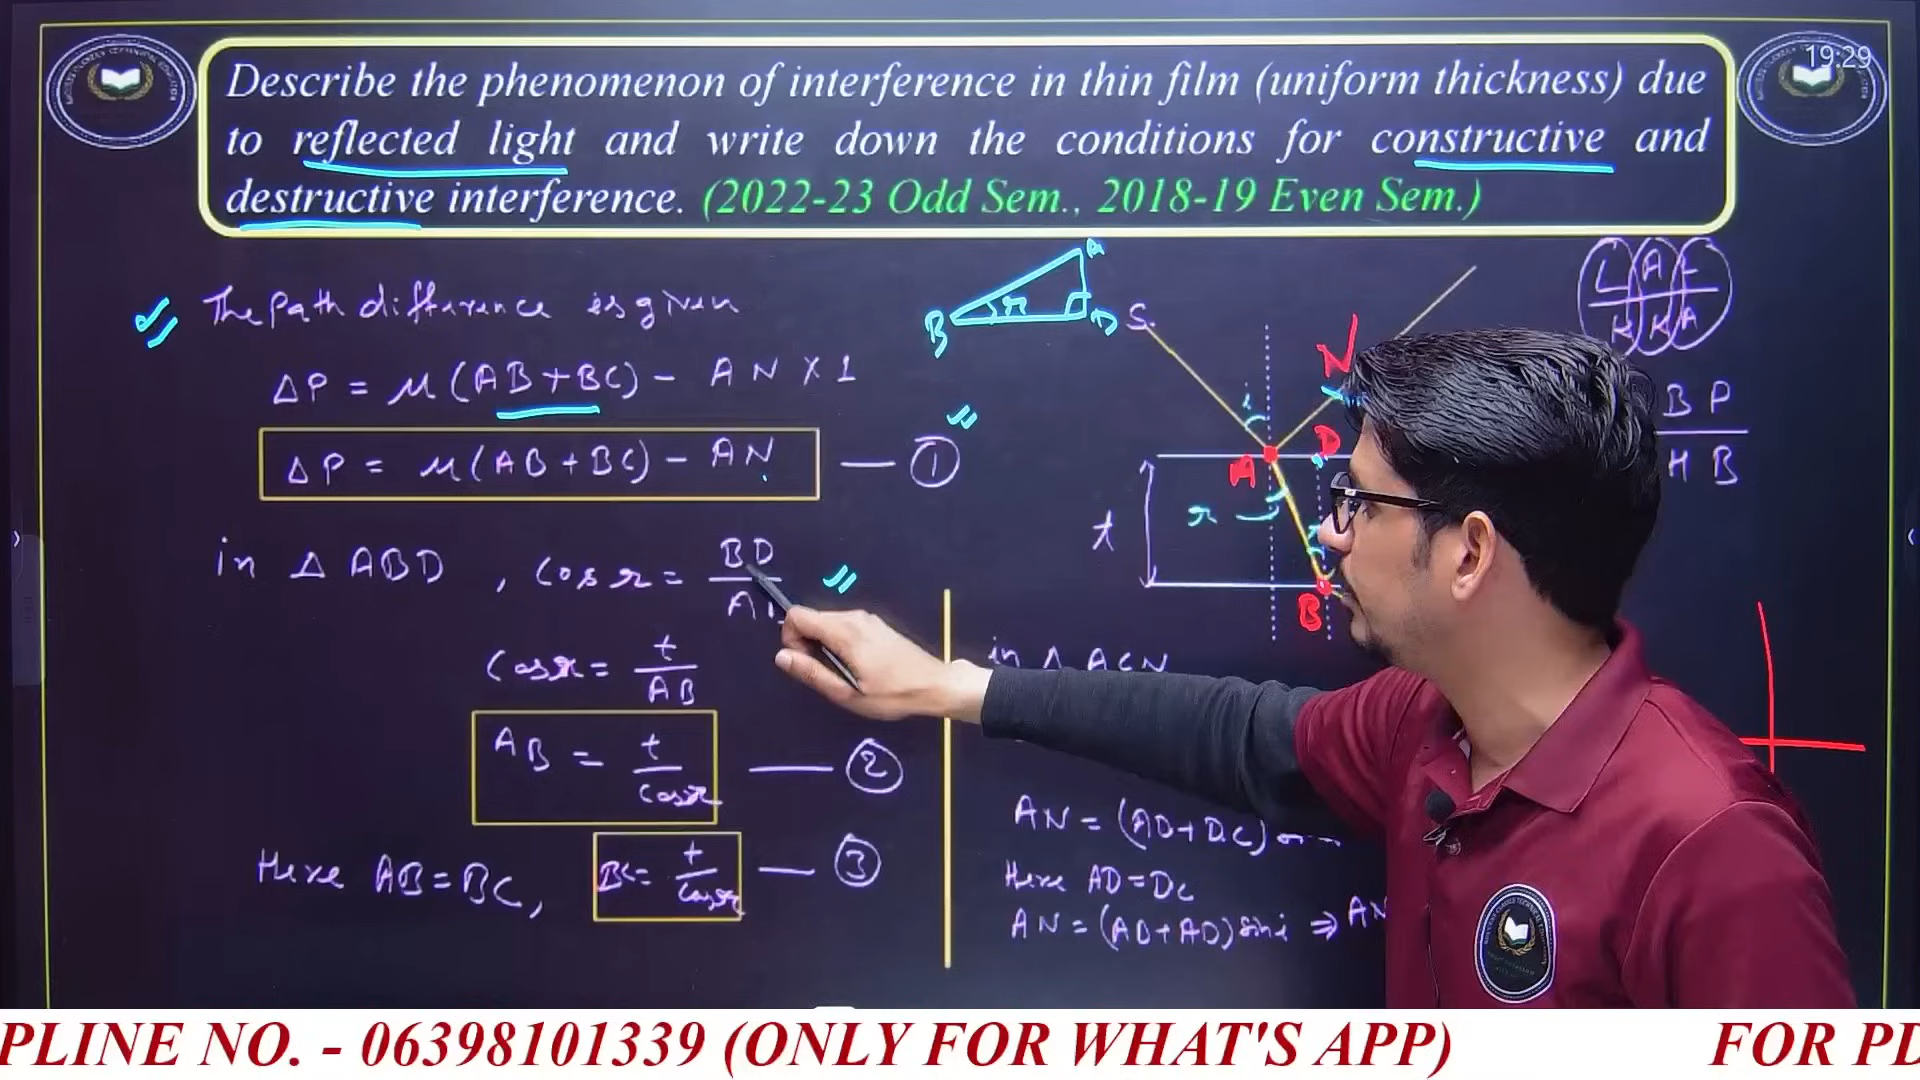 19:29
Describe the phenomenon of interference in thin film (uniform thickness) due
to reflected light and write down the conditions for constructive and
destructive interference. (2022-23 Odd Sem., 2018-19 Even Sem.)
The Path difference is given
ΔP = μ(AB+BC) - AN × 1
ΔP = μ(AB+BC) - AN — ①
in Δ ABD , Cos r = BD
Cos r = t / AB
AB = t / Cos r — ②
Here AB = BC, BC = t / Cos r — ③
A
B r D
S
N
i
A D
r
t
B
L A L
K K A
B P
H B
in Δ ACN
AN = (AD+DC)
Here AD = DC
AN = (AD+AD) sin i ⇒ AN
PLINE NO. - 06398101339 (ONLY FOR WHAT'S APP) FOR PD